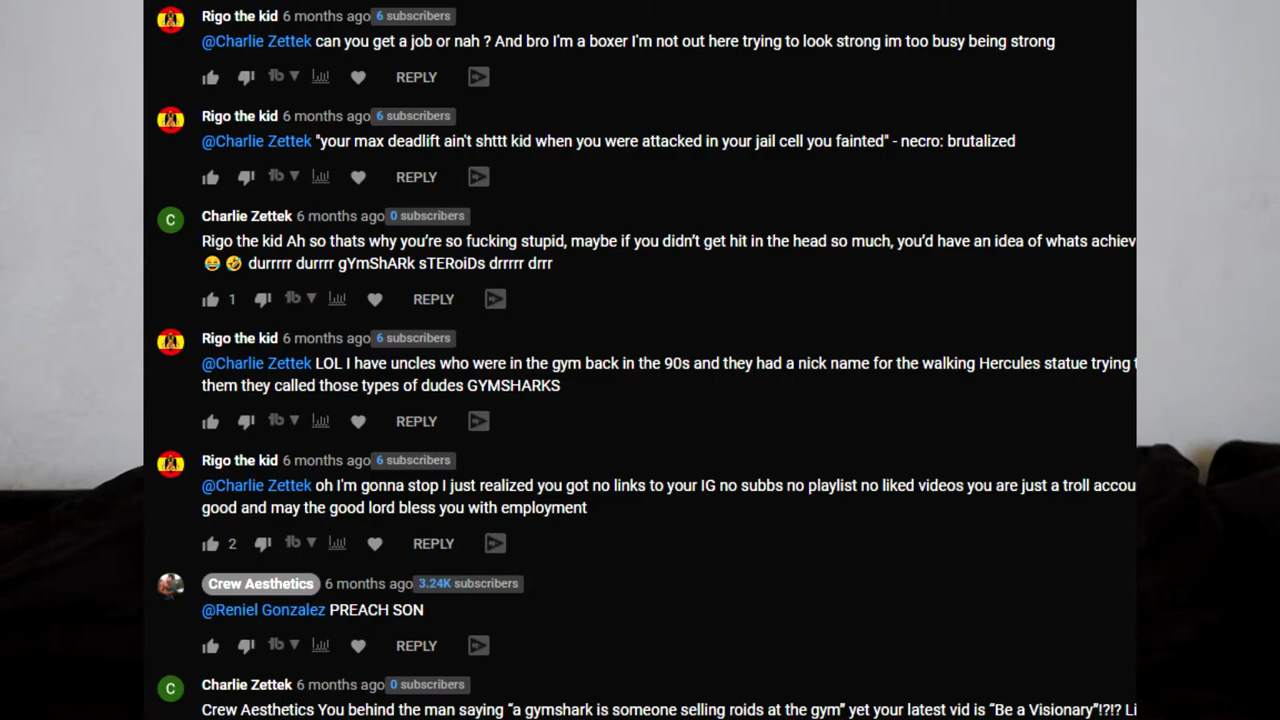 Rigo the kid 6 months ago 6 subscribers
@Charlie Zettek can you get a job or nah ? And bro I'm a boxer I'm not out here trying to look strong im too busy being strong
REPLY
Rigo the kid 6 months ago 6 subscribers
@Charlie Zettek "your max deadlift ain't shttt kid when you were attacked in your jail cell you fainted" - necro: brutalized
REPLY
C
Charlie Zettek 6 months ago 0 subscribers
Rigo the kid Ah so thats why you’re so fucking stupid, maybe if you didn’t get hit in the head so much, you’d have an idea of whats achiev
😂 🤣 durrrrr durrrr gYmShARk sTERoiDs drrrrr drrr
1 REPLY
Rigo the kid 6 months ago 6 subscribers
@Charlie Zettek LOL I have uncles who were in the gym back in the 90s and they had a nick name for the walking Hercules statue trying
them they called those types of dudes GYMSHARKS
REPLY
Rigo the kid 6 months ago 6 subscribers
@Charlie Zettek oh I'm gonna stop I just realized you got no links to your IG no subbs no playlist no liked videos you are just a troll accou
good and may the good lord bless you with employment
2 REPLY
Crew Aesthetics 6 months ago 3.24K subscribers
@Reniel Gonzalez PREACH SON
REPLY
C
Charlie Zettek 6 months ago 0 subscribers
Crew Aesthetics You behind the man saying “a gymshark is someone selling roids at the gym” yet your latest vid is “Be a Visionary”!?!? Li